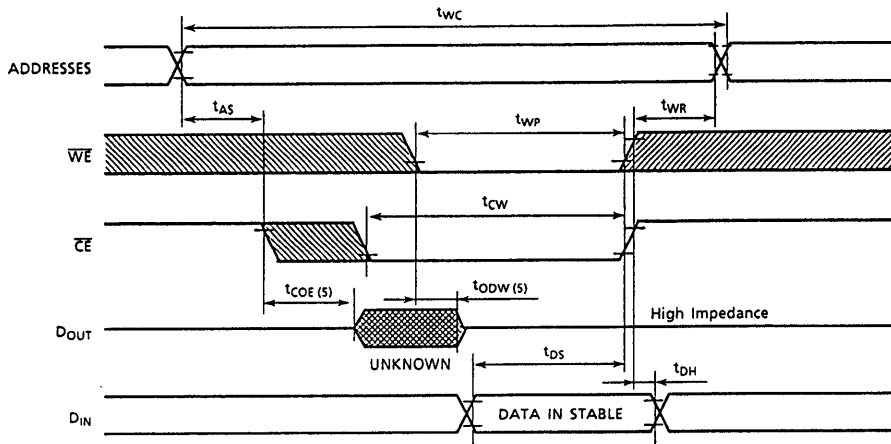 tWC
ADDRESSES
tAS
tWR
tWP
WE
tCW
CE
tCOE (5)
tODW (5)
High Impedance
DOUT
UNKNOWN
tDS
tDH
DIN
DATA IN STABLE